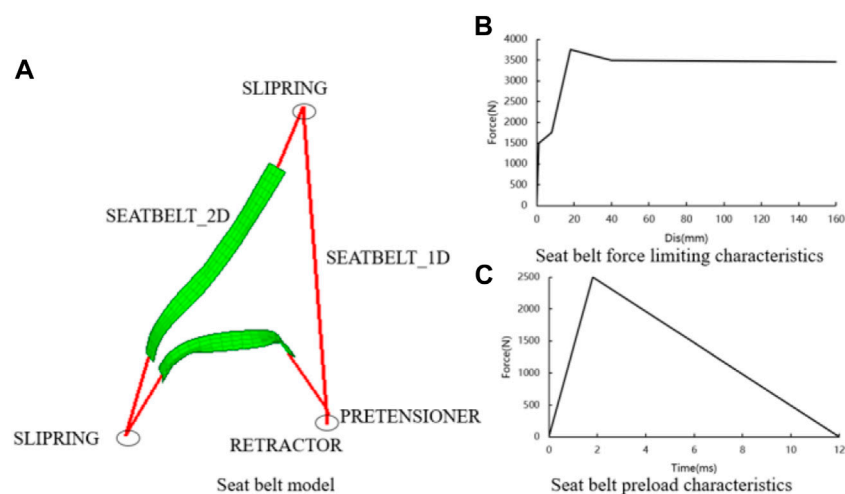 A
SLIPRING
SEATBELT_2D
SEATBELT_1D
SLIPRING
PRETENSIONER
RETRACTOR
Seat belt model
B
4000
3500
3000
2500
2000
1500
1000
500
0
Force(N)
0 20 40 60 80 100 120 140 160
Dis(mm)
Seat belt force limiting characteristics
C
2500
2000
1500
1000
500
0
Force(N)
0 2 4 6 8 10 12
Time(ms)
Seat belt preload characteristics